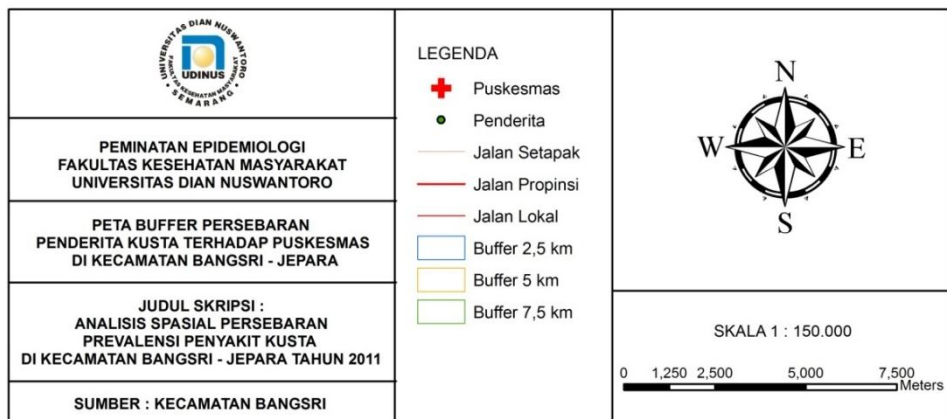 UNIVERSITAS DIAN NUSWANTORO
UDINUS
FAKULTAS KESEHATAN MASYARAKAT
SEMARANG
PEMINATAN EPIDEMIOLOGI
FAKULTAS KESEHATAN MASYARAKAT
UNIVERSITAS DIAN NUSWANTORO
PETA BUFFER PERSEBARAN
PENDERITA KUSTA TERHADAP PUSKESMAS
DI KECAMATAN BANGSRI - JEPARA
JUDUL SKRIPSI :
ANALISIS SPASIAL PERSEBARAN
PREVALENSI PENYAKIT KUSTA
DI KECAMATAN BANGSRI - JEPARA TAHUN 2011
SUMBER : KECAMATAN BANGSRI
LEGENDA
Puskesmas
Penderita
Jalan Setapak
Jalan Propinsi
Jalan Lokal
Buffer 2,5 km
Buffer 5 km
Buffer 7,5 km
N
W E
S
SKALA 1 : 150.000
0 1,250 2,500 5,000 7,500
Meters